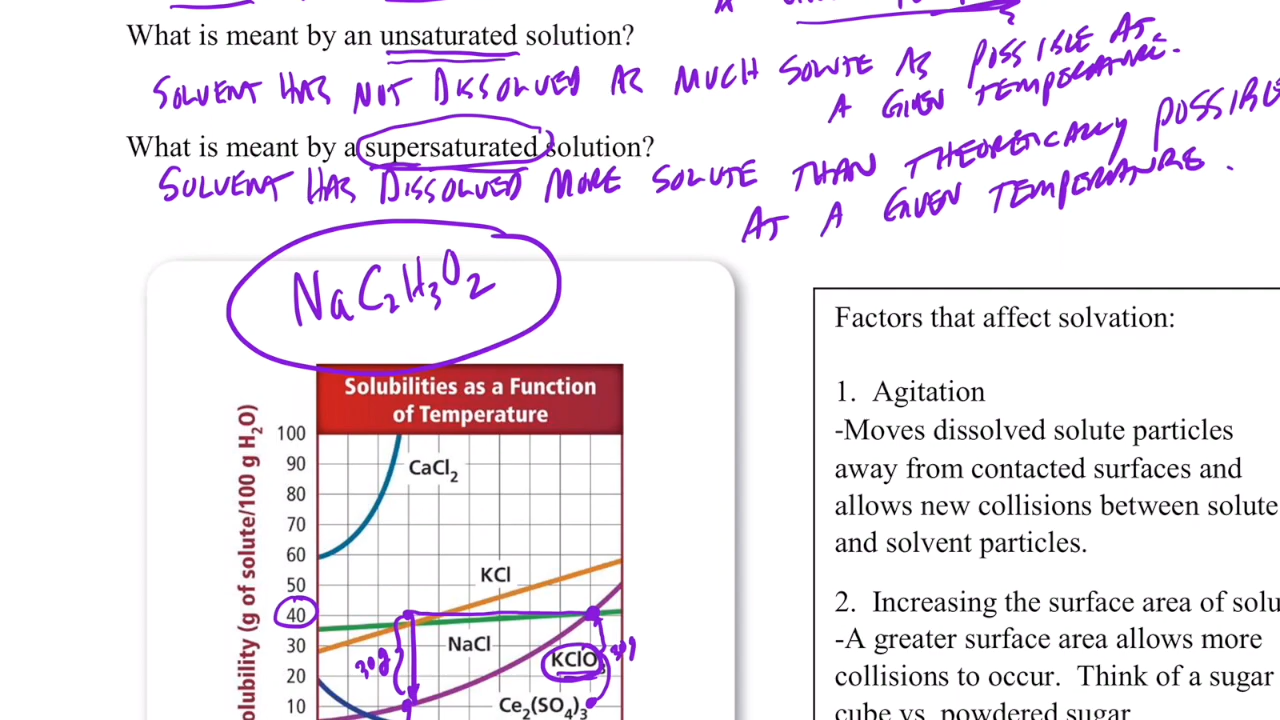 A
What is meant by an unsaturated solution?
SOLVENT HAS NOT DISSOLVED AS MUCH SOLUTE AS POSSIBLE AT
A GIVEN TEMPERATURE.
What is meant by a supersaturated solution?
SOLVENT HAS DISSOLVED MORE SOLUTE THAN THEORETICALLY POSSIBLE
AT A GIVEN TEMPERATURE.
NaC2H3O2
Solubilities as a Function
of Temperature
olubility (g of solute/100 g H2O)
100
90
80
70
60
50
40
30
20
10
CaCl2
KCl
NaCl
KClO
Ce2(SO4)3
30g
30g
Factors that affect solvation:
1. Agitation
-Moves dissolved solute particles
away from contacted surfaces and
allows new collisions between solute
and solvent particles.
2. Increasing the surface area of solu
-A greater surface area allows more
collisions to occur. Think of a sugar
cube vs. powdered sugar